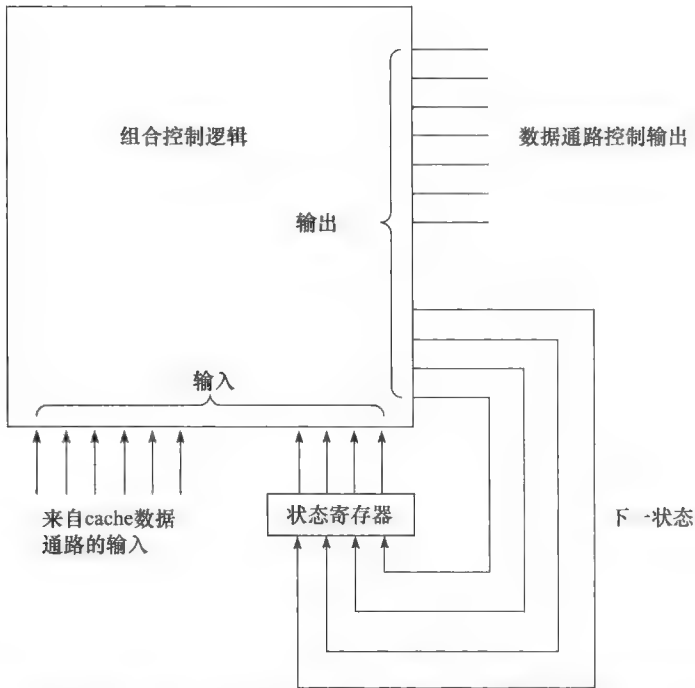 组合控制逻辑
数据通路控制输出
输出
输入
来自cache数据
通路的输入
状态寄存器
下一状态